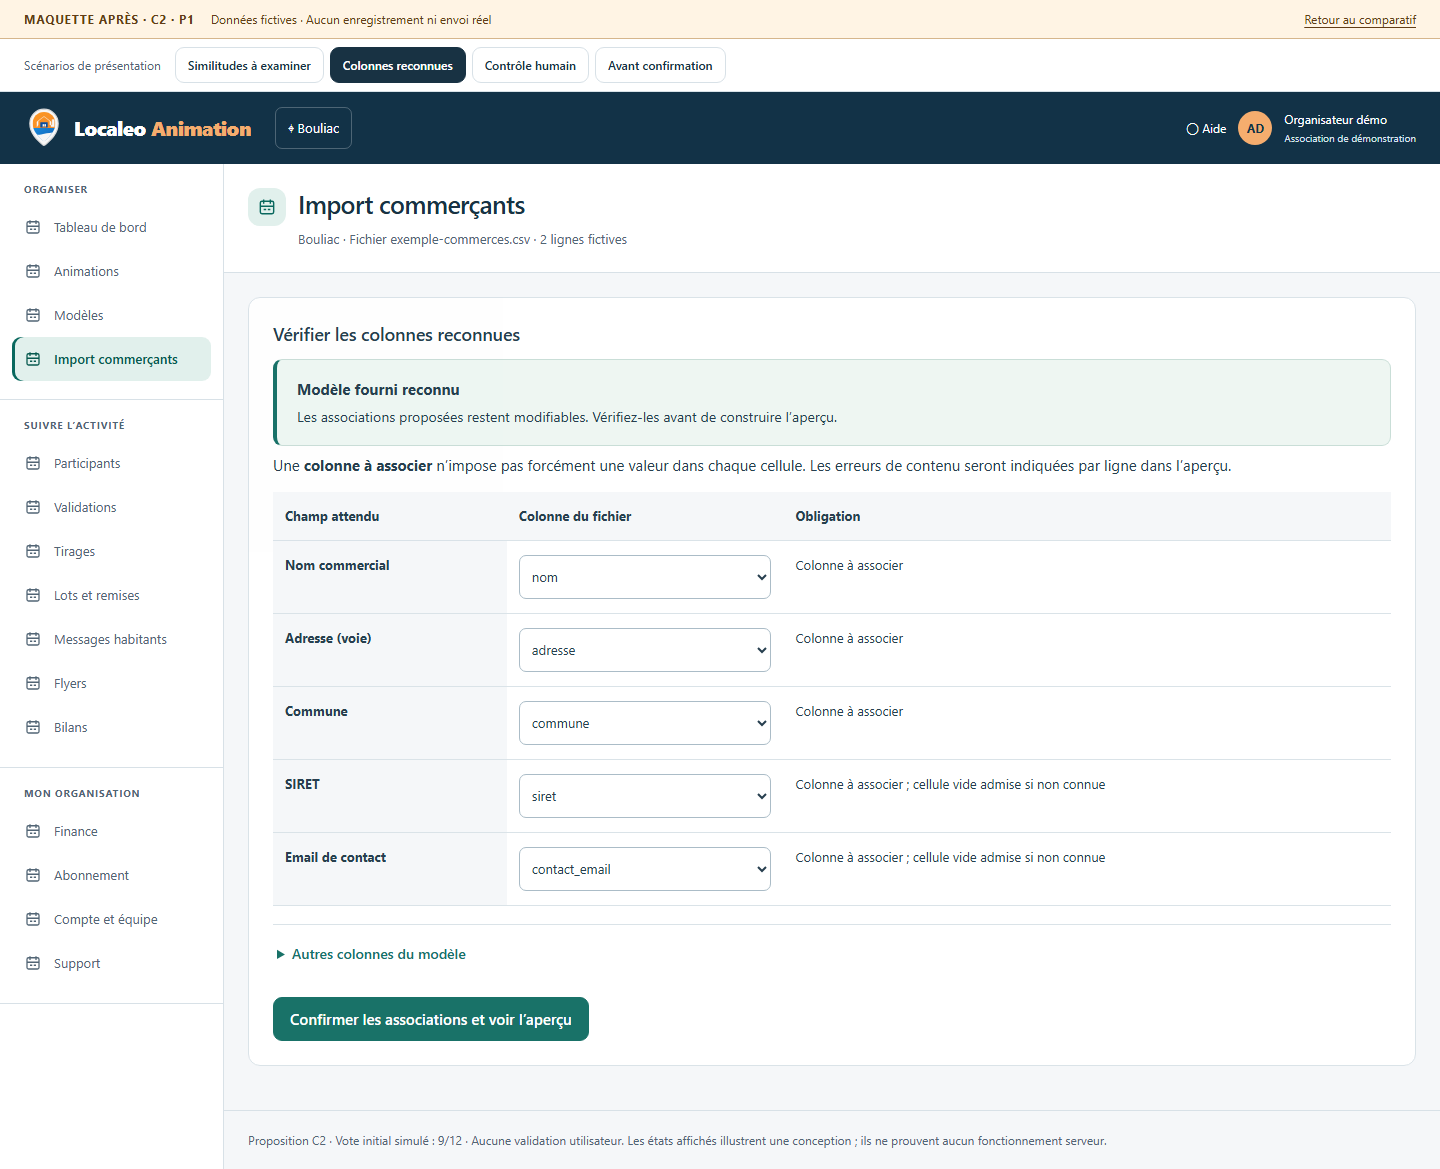 MAQUETTE APRÈS · C2 · P1 Données fictives · Aucun enregistrement ni envoi réel Retour au comparatif
Scénarios de présentation Similitudes à examiner Colonnes reconnues Contrôle humain Avant confirmation
Localeo Animation Bouliac Aide AD Organisateur démo
Association de démonstration
ORGANISER
Tableau de bord
Animations
Modèles
Import commerçants
SUIVRE L’ACTIVITÉ
Participants
Validations
Tirages
Lots et remises
Messages habitants
Flyers
Bilans
MON ORGANISATION
Finance
Abonnement
Compte et équipe
Support
Import commerçants
Bouliac · Fichier exemple-commerces.csv · 2 lignes fictives
Vérifier les colonnes reconnues
Modèle fourni reconnu
Les associations proposées restent modifiables. Vérifiez-les avant de construire l’aperçu.
Une colonne à associer n’impose pas forcément une valeur dans chaque cellule. Les erreurs de contenu seront indiquées par ligne dans l’aperçu.
Champ attendu Colonne du fichier Obligation
Nom commercial nom Colonne à associer
Adresse (voie) adresse Colonne à associer
Commune commune Colonne à associer
SIRET siret Colonne à associer ; cellule vide admise si non connue
Email de contact contact_email Colonne à associer ; cellule vide admise si non connue
Autres colonnes du modèle
Confirmer les associations et voir l’aperçu
Proposition C2 · Vote initial simulé : 9/12 · Aucune validation utilisateur. Les états affichés illustrent une conception ; ils ne prouvent aucun fonctionnement serveur.